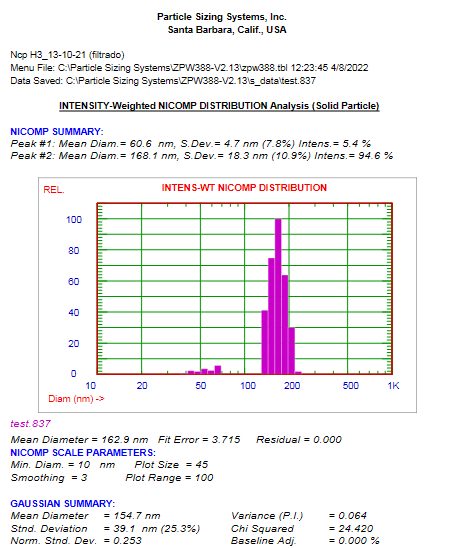 Particle Sizing Systems, Inc.
Santa Barbara, Calif., USA
Ncp H3_13-10-21 (filtrado)
Menu File: C:\Particle Sizing Systems\ZPW388-V2.13\zpw388.tbl 12:23:45 4/8/2022
Data Saved: C:\Particle Sizing Systems\ZPW388-V2.13\s_data\test.837
INTENSITY-Weighted NICOMP DISTRIBUTION Analysis (Solid Particle)
NICOMP SUMMARY:
Peak #1: Mean Diam.= 60.6 nm, S.Dev.= 4.7 nm (7.8%) Intens.= 5.4 %
Peak #2: Mean Diam.= 168.1 nm, S.Dev.= 18.3 nm (10.9%) Intens.= 94.6 %
REL. INTENS-WT NICOMP DISTRIBUTION
100
80
60
40
20
0
10 20 50 100 200 500 1K
Diam (nm) ->
test.837
Mean Diameter = 162.9 nm Fit Error = 3.715 Residual = 0.000
NICOMP SCALE PARAMETERS:
Min. Diam. = 10 nm Plot Size = 45
Smoothing = 3 Plot Range = 100
GAUSSIAN SUMMARY:
Mean Diameter = 154.7 nm Variance (P.I.) = 0.064
Stnd. Deviation = 39.1 nm (25.3%) Chi Squared = 24.420
Norm. Stnd. Dev. = 0.253 Baseline Adj. = 0.000 %